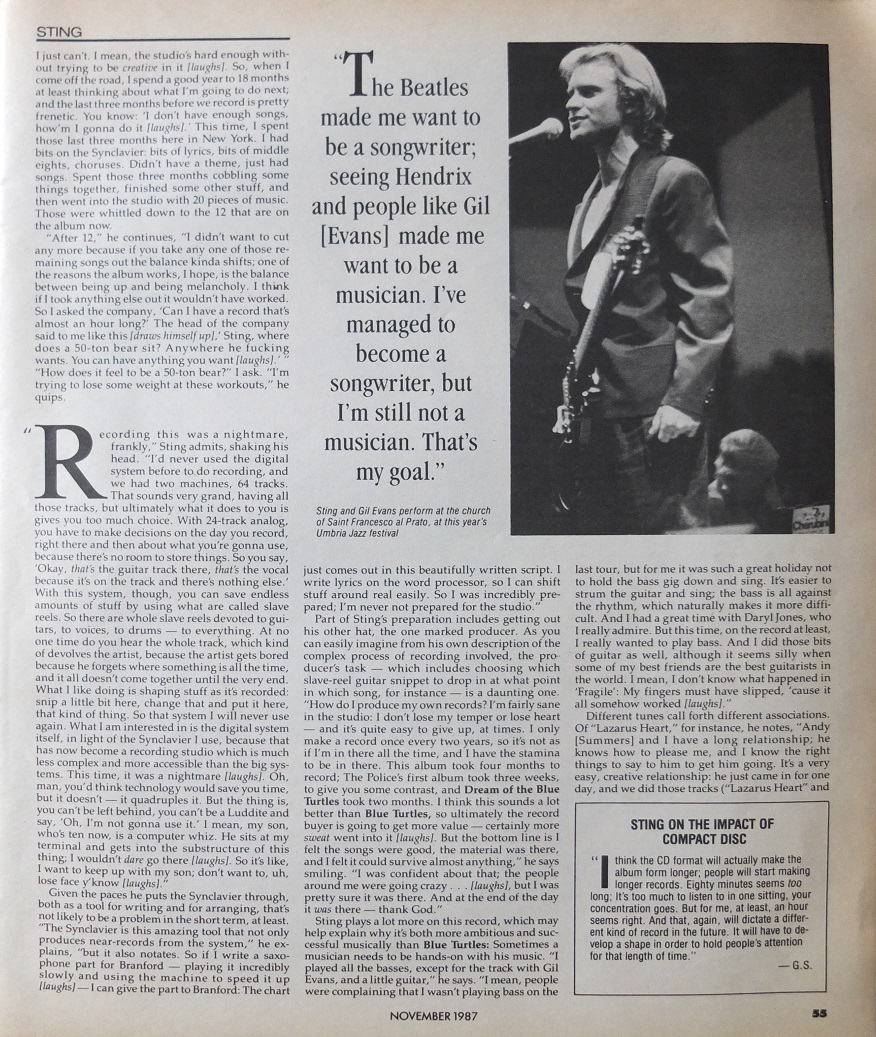 STING
I just can't. I mean, the studio's hard enough with-
out trying to be creative in it [laughs]. So, when I
come off the road, I spend a good year to 18 months
at least thinking about what I'm going to do next;
and the last three months before we record is pretty
frenetic. You know: 'I don't have enough songs,
how'm I gonna do it [laughs].' This time, I spent
those last three months here in New York. I had
bits on the Synclavier: bits of lyrics, bits of middle
eights, choruses. Didn't have a theme, just had
songs. Spent those three months cobbling some
things together, finished some other stuff, and
then went into the studio with 20 pieces of music.
Those were whittled down to the 12 that are on
the album now.
"After 12," he continues, "I didn't want to cut
any more because if you take any one of those re-
maining songs out the balance kinda shifts; one of
the reasons the album works, I hope, is the balance
between being up and being melancholy. I think
if I took anything else out it wouldn't have worked.
So I asked the company, 'Can I have a record that's
almost an hour long?' The head of the company
said to me like this [draws himself up],' Sting, where
does a 50-ton bear sit? Anywhere he fucking
wants. You can have anything you want [laughs].' "
"How does it feel to be a 50-ton bear?" I ask. "I'm
trying to lose some weight at these workouts," he
quips.
"Recording this was a nightmare,
frankly," Sting admits, shaking his
head. "I'd never used the digital
system before to do recording, and
we had two machines, 64 tracks.
That sounds very grand, having all
those tracks, but ultimately what it does to you is
gives you too much choice. With 24-track analog,
you have to make decisions on the day you record,
right there and then about what you're gonna use,
because there's no room to store things. So you say,
'Okay, that's the guitar track there, that's the vocal
because it's on the track and there's nothing else.'
With this system, though, you can save endless
amounts of stuff by using what are called slave
reels. So there are whole slave reels devoted to gui-
tars, to voices, to drums — to everything. At no
one time do you hear the whole track, which kind
of devolves the artist, because the artist gets bored
because he forgets where something is all the time,
and it all doesn't come together until the very end.
What I like doing is shaping stuff as it's recorded:
snip a little bit here, change that and put it here,
that kind of thing. So that system I will never use
again. What I am interested in is the digital system
itself, in light of the Synclavier I use, because that
has now become a recording studio which is much
less complex and more accessible than the big sys-
tems. This time, it was a nightmare [laughs]. Oh,
man, you'd think technology would save you time,
but it doesn't — it quadruples it. But the thing is,
you can't be left behind, you can't be a Luddite and
say, 'Oh, I'm not gonna use it.' I mean, my son,
who's ten now, is a computer whiz. He sits at my
terminal and gets into the substructure of this
thing; I wouldn't dare go there [laughs]. So it's like,
I want to keep up with my son; don't want to, uh,
lose face y'know [laughs]."
Given the paces he puts the Synclavier through,
both as a tool for writing and for arranging, that's
not likely to be a problem in the short term, at least.
"The Synclavier is this amazing tool that not only
produces near-records from the system," he ex-
plains, "but it also notates. So if I write a saxo-
phone part for Branford — playing it incredibly
slowly and using the machine to speed it up
[laughs] — I can give the part to Branford: The chart
"The Beatles
made me want to
be a songwriter;
seeing Hendrix
and people like Gil
[Evans] made me
want to be a
musician. I've
managed to
become a
songwriter, but
I'm still not a
musician. That's
my goal."
Sting and Gil Evans perform at the church
of Saint Francesco al Prato, at this year's
Umbria Jazz festival
Cherubini
just comes out in this beautifully written script. I
write lyrics on the word processor, so I can shift
stuff around real easily. So I was incredibly pre-
pared; I'm never not prepared for the studio."
Part of Sting's preparation includes getting out
his other hat, the one marked producer. As you
can easily imagine from his own description of the
complex process of recording involved, the pro-
ducer's task — which includes choosing which
slave-reel guitar snippet to drop in at what point
in which song, for instance — is a daunting one.
"How do I produce my own records? I'm fairly sane
in the studio: I don't lose my temper or lose heart
— and it's quite easy to give up, at times. I only
make a record once every two years, so it's not as
if I'm in there all the time, and I have the stamina
to be in there. This album took four months to
record; The Police's first album took three weeks,
to give you some contrast, and Dream of the Blue
Turtles took two months. I think this sounds a lot
better than Blue Turtles, so ultimately the record
buyer is going to get more value — certainly more
sweat went into it [laughs]. But the bottom line is I
felt the songs were good, the material was there,
and I felt it could survive almost anything," he says
smiling. "I was confident about that; the people
around me were going crazy . . . [laughs], but I was
pretty sure it was there. And at the end of the day
it was there — thank God."
Sting plays a lot more on this record, which may
help explain why it's both more ambitious and suc-
cessful musically than Blue Turtles: Sometimes a
musician needs to be hands-on with his music. "I
played all the basses, except for the track with Gil
Evans, and a little guitar," he says. "I mean, people
were complaining that I wasn't playing bass on the
last tour, but for me it was such a great holiday not
to hold the bass gig down and sing. It's easier to
strum the guitar and sing; the bass is all against
the rhythm, which naturally makes it more diffi-
cult. And I had a great time with Daryl Jones, who
I really admire. But this time, on the record at least,
I really wanted to play bass. And I did those bits
of guitar as well, although it seems silly when
some of my best friends are the best guitarists in
the world. I mean, I don't know what happened in
'Fragile': My fingers must have slipped, 'cause it
all somehow worked [laughs]."
Different tunes call forth different associations.
Of "Lazarus Heart," for instance, he notes, "Andy
[Summers] and I have a long relationship; he
knows how to please me, and I know the right
things to say to him to get him going. It's a very
easy, creative relationship: he just came in for one
day, and we did those tracks ("Lazarus Heart" and
STING ON THE IMPACT OF
COMPACT DISC
"I think the CD format will actually make the
album form longer; people will start making
longer records. Eighty minutes seems too
long; It's too much to listen to in one sitting, your
concentration goes. But for me, at least, an hour
seems right. And that, again, will dictate a differ-
ent kind of record in the future. It will have to de-
velop a shape in order to hold people's attention
for that length of time."
— G.S.
NOVEMBER 1987
55